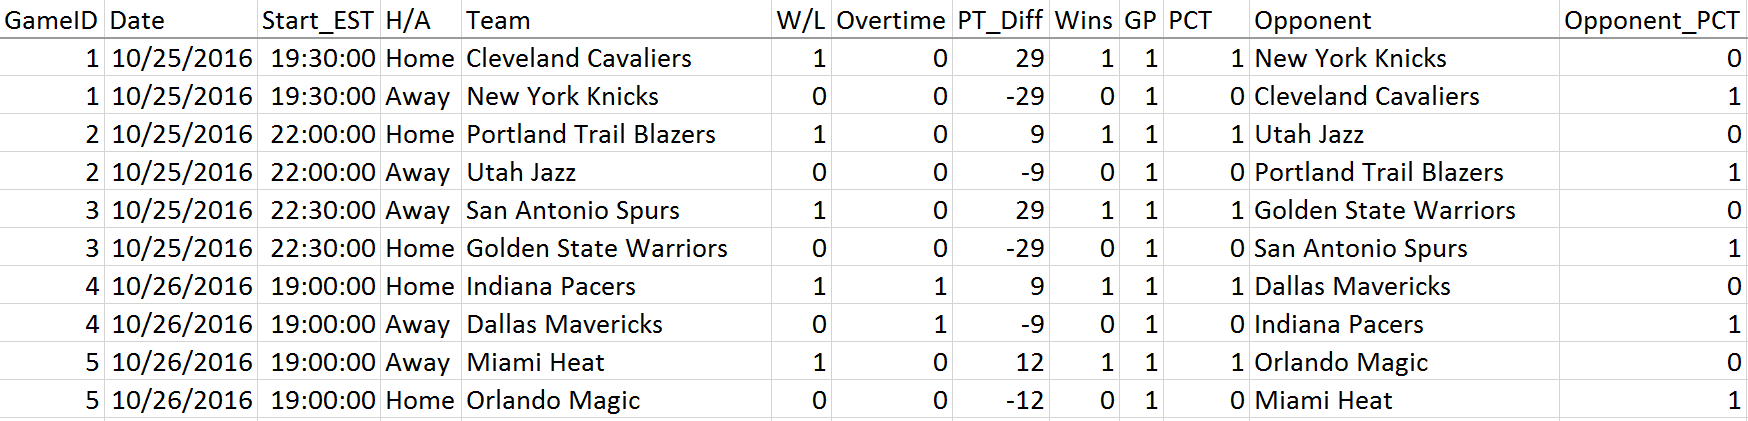 GameID Date Start_EST H/A Team W/L Overtime PT_Diff Wins GP PCT Opponent Opponent_PCT
1 10/25/2016 19:30:00 Home Cleveland Cavaliers 1 0 29 1 1 1 New York Knicks 0
1 10/25/2016 19:30:00 Away New York Knicks 0 0 -29 0 1 0 Cleveland Cavaliers 1
2 10/25/2016 22:00:00 Home Portland Trail Blazers 1 0 9 1 1 1 Utah Jazz 0
2 10/25/2016 22:00:00 Away Utah Jazz 0 0 -9 0 1 0 Portland Trail Blazers 1
3 10/25/2016 22:30:00 Away San Antonio Spurs 1 0 29 1 1 1 Golden State Warriors 0
3 10/25/2016 22:30:00 Home Golden State Warriors 0 0 -29 0 1 0 San Antonio Spurs 1
4 10/26/2016 19:00:00 Home Indiana Pacers 1 1 9 1 1 1 Dallas Mavericks 0
4 10/26/2016 19:00:00 Away Dallas Mavericks 0 1 -9 0 1 0 Indiana Pacers 1
5 10/26/2016 19:00:00 Away Miami Heat 1 0 12 1 1 1 Orlando Magic 0
5 10/26/2016 19:00:00 Home Orlando Magic 0 0 -12 0 1 0 Miami Heat 1